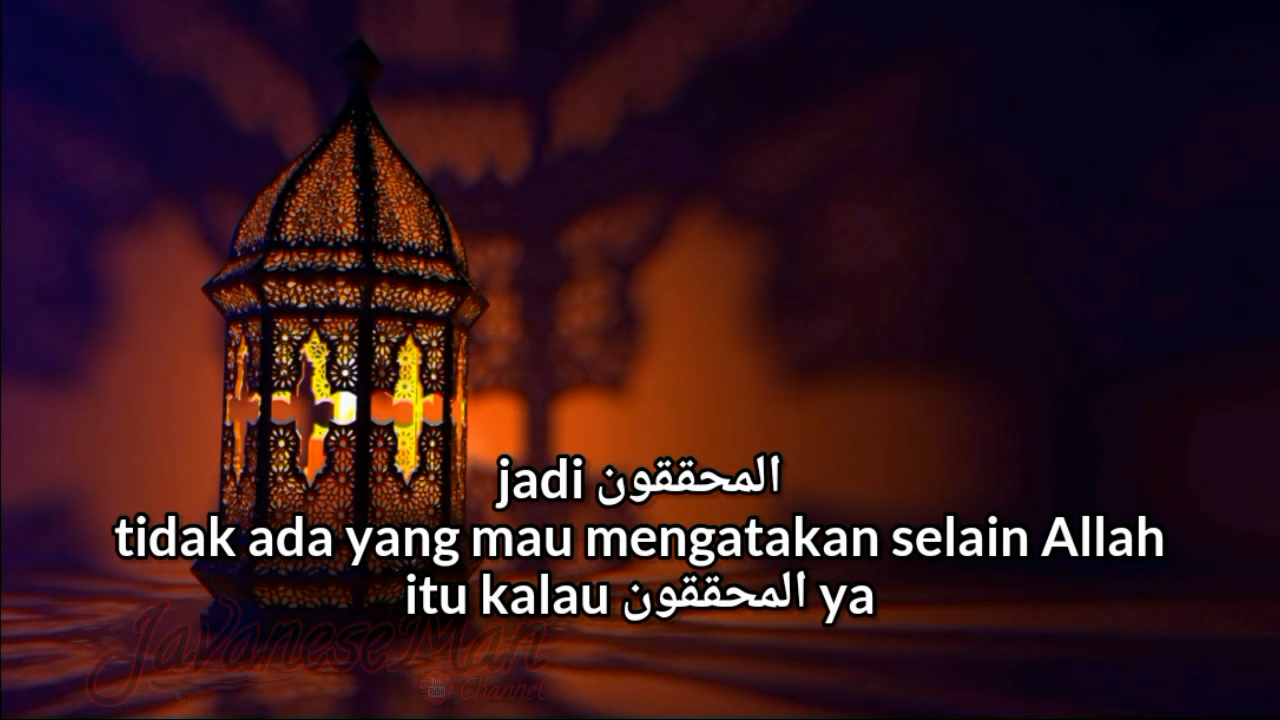 jadi المحققون
tidak ada yang mau mengatakan selain Allah
itu kalau المحققون ya
JavaneseMan
Channel